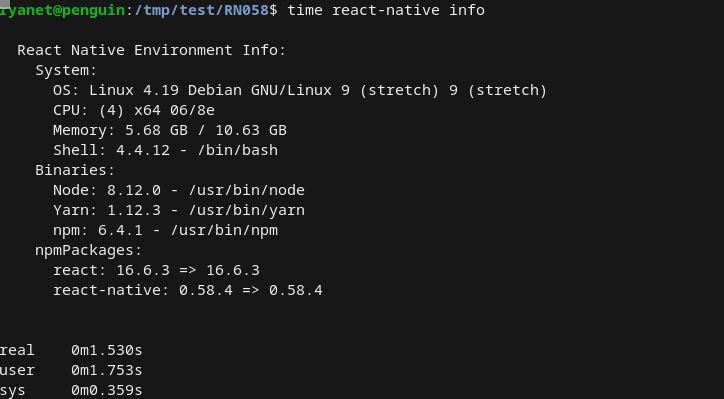 ryanet@penguin:/tmp/test/RN058$ time react-native info
React Native Environment Info:
System:
OS: Linux 4.19 Debian GNU/Linux 9 (stretch) 9 (stretch)
CPU: (4) x64 06/8e
Memory: 5.68 GB / 10.63 GB
Shell: 4.4.12 - /bin/bash
Binaries:
Node: 8.12.0 - /usr/bin/node
Yarn: 1.12.3 - /usr/bin/yarn
npm: 6.4.1 - /usr/bin/npm
npmPackages:
react: 16.6.3 => 16.6.3
react-native: 0.58.4 => 0.58.4
real 0m1.530s
user 0m1.753s
sys 0m0.359s